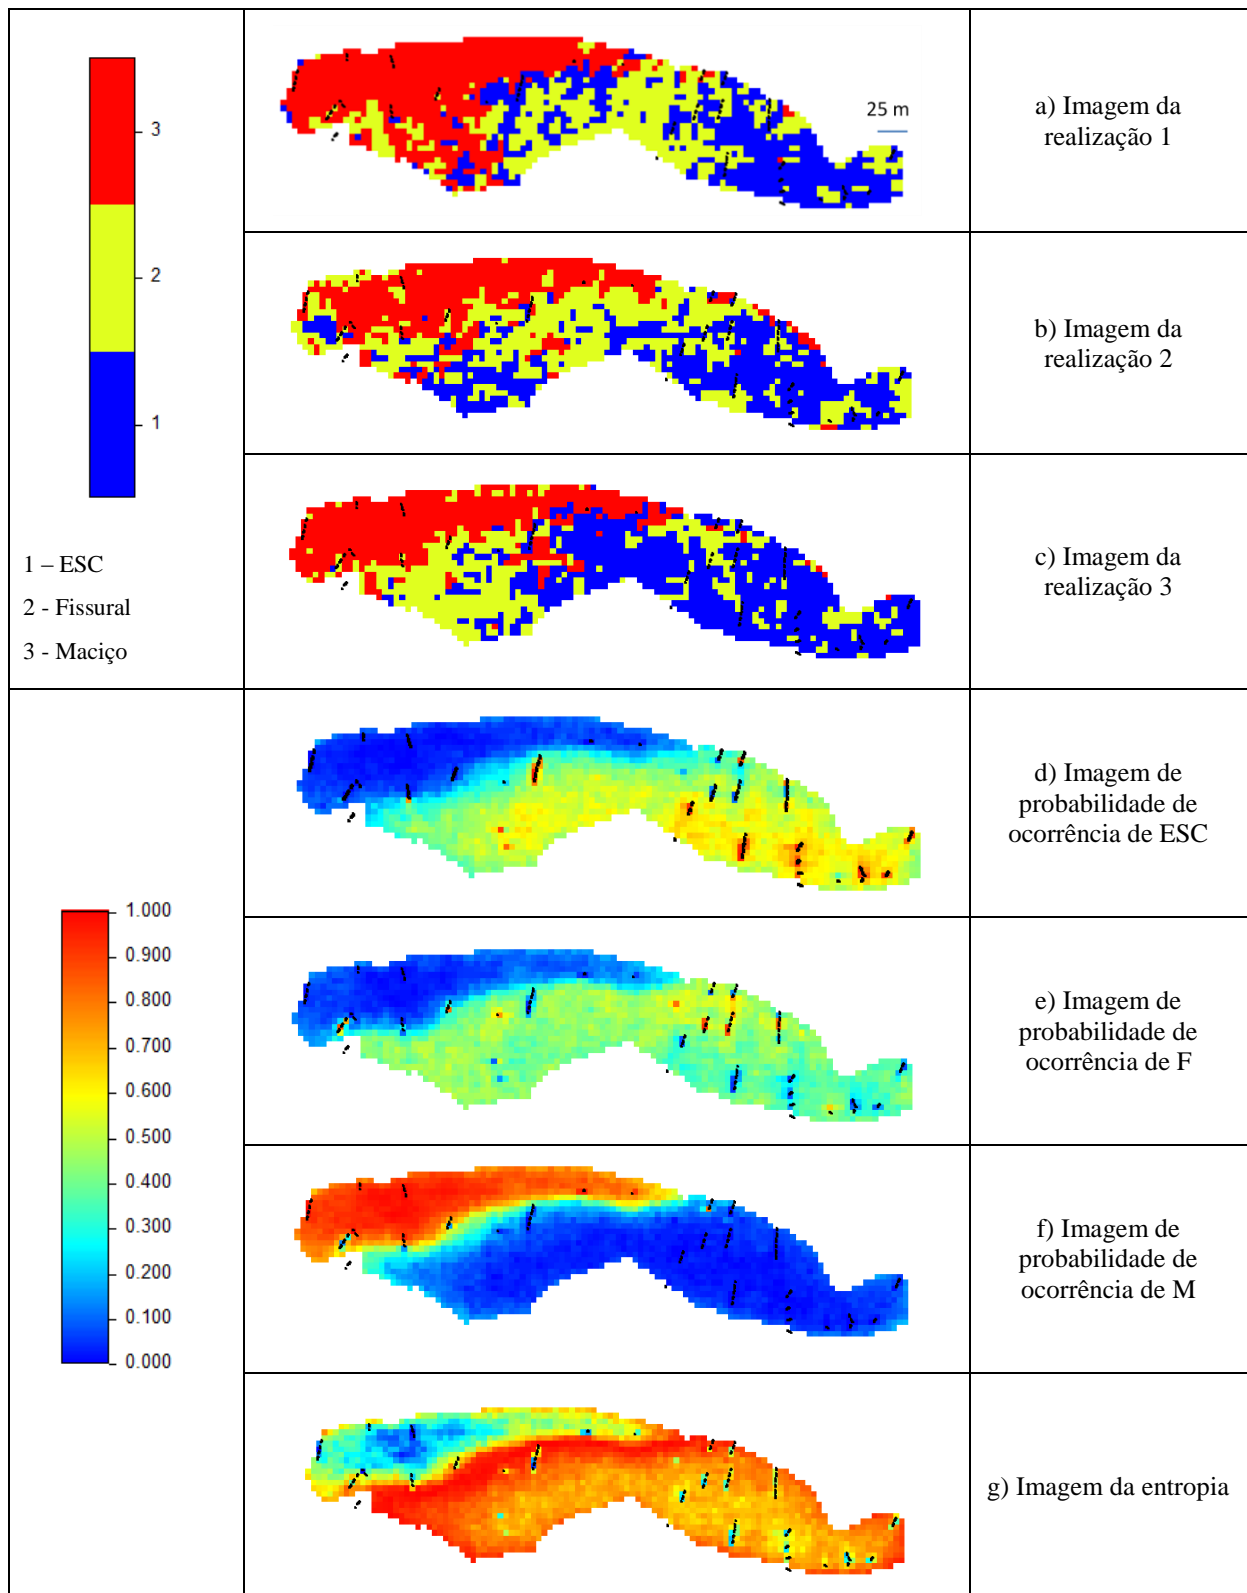 3
2
1
1 – ESC
2 - Fissural
3 - Maciço
25 m
a) Imagem da
realização 1
b) Imagem da
realização 2
c) Imagem da
realização 3
1.000
0.900
0.800
0.700
0.600
0.500
0.400
0.300
0.200
0.100
0.000
d) Imagem de
probabilidade de
ocorrência de ESC
e) Imagem de
probabilidade de
ocorrência de F
f) Imagem de
probabilidade de
ocorrência de M
g) Imagem da entropia